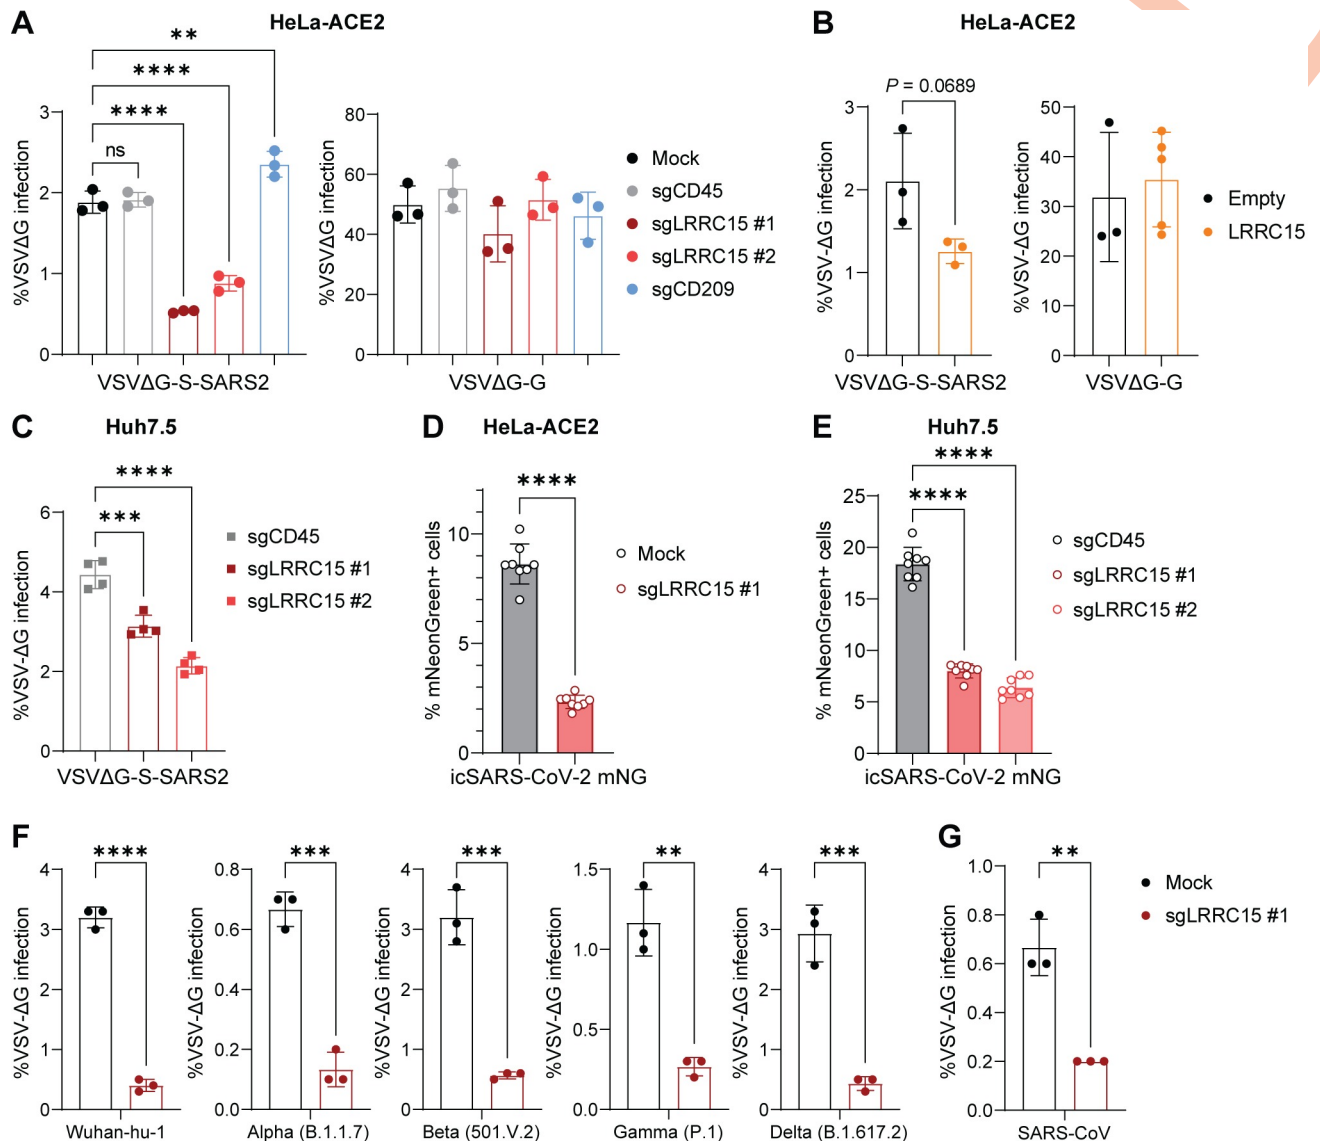 A
HeLa-ACE2
**
****
****
ns
%VSVΔG infection
3
2
1
0
VSVΔG-S-SARS2
%VSVΔG infection
80
60
40
20
0
VSVΔG-G
Mock
sgCD45
sgLRRC15 #1
sgLRRC15 #2
sgCD209
B
HeLa-ACE2
P = 0.0689
%VSV-ΔG infection
3
2
1
0
VSVΔG-S-SARS2
%VSV-ΔG infection
50
40
30
20
10
0
VSVΔG-G
Empty
LRRC15
C
Huh7.5
****
***
%VSV-ΔG infection
6
4
2
0
VSVΔG-S-SARS2
sgCD45
sgLRRC15 #1
sgLRRC15 #2
D
HeLa-ACE2
****
% mNeonGreen+ cells
10
5
0
icSARS-CoV-2 mNG
Mock
sgLRRC15 #1
E
Huh7.5
****
****
% mNeonGreen+ cells
25
20
15
10
5
0
icSARS-CoV-2 mNG
sgCD45
sgLRRC15 #1
sgLRRC15 #2
F
****
%VSV-ΔG infection
4
3
2
1
0
Wuhan-hu-1
***
%VSV-ΔG infection
0.8
0.6
0.4
0.2
0.0
Alpha (B.1.1.7)
***
%VSV-ΔG infection
4
3
2
1
0
Beta (501.V.2)
**
%VSV-ΔG infection
1.5
1.0
0.5
0.0
Gamma (P.1)
***
%VSV-ΔG infection
4
3
2
1
0
Delta (B.1.617.2)
G
**
%VSV-ΔG infection
1.0
0.8
0.6
0.4
0.2
0.0
SARS-CoV
Mock
sgLRRC15 #1